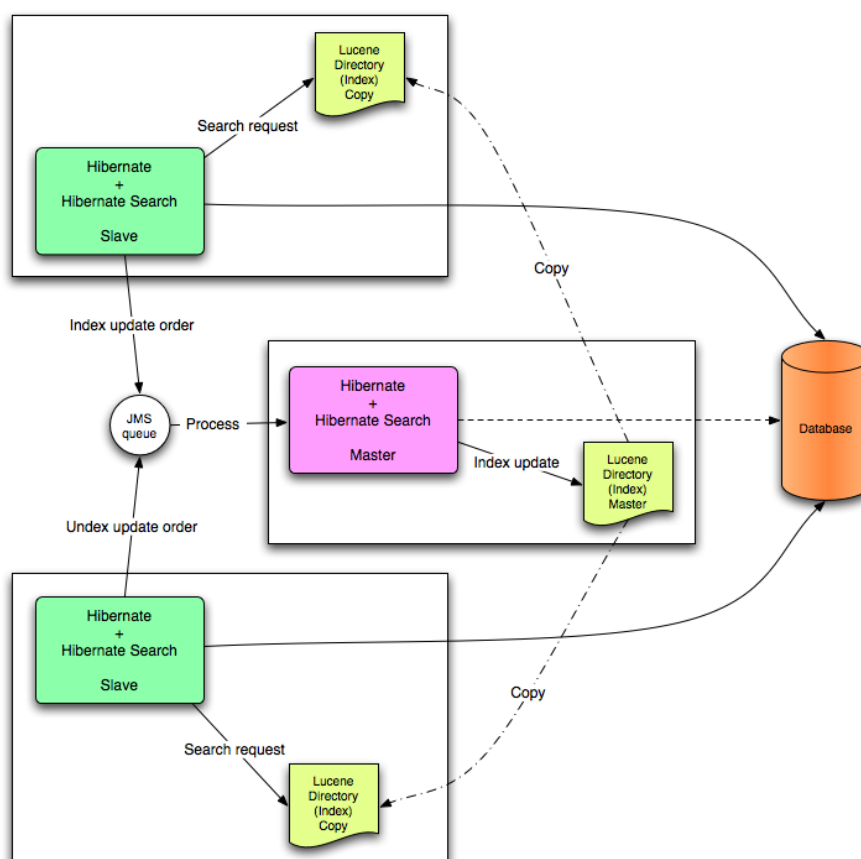 Lucene
Directory
(Index)
Copy
Search request
Hibernate
+
Hibernate Search
Slave
Copy
Index update order
Hibernate
+
Hibernate Search
Master
JMS
queue
Process
Database
Index update
Lucene
Directory
(Index)
Master
Undex update order
Hibernate
+
Hibernate Search
Slave
Copy
Search request
Lucene
Directory
(Index)
Copy